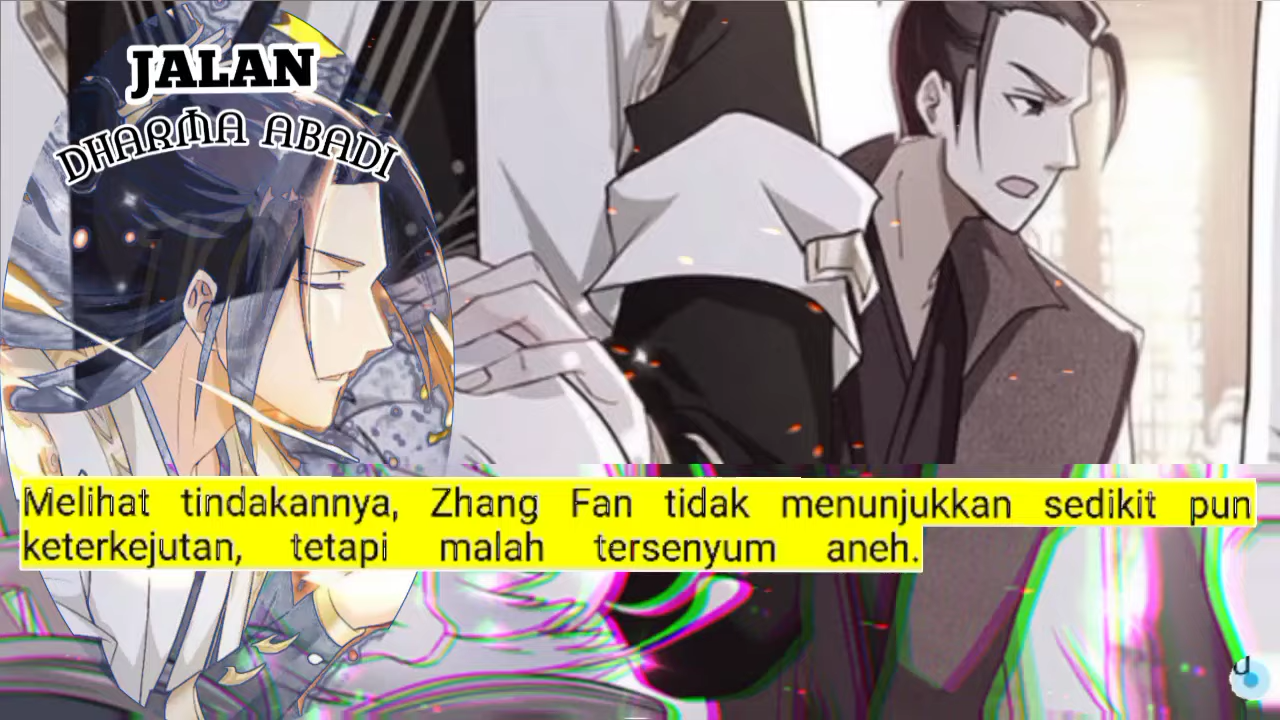 JALAN
DHARMA ABADI
Melihat tindakannya, Zhang Fan tidak menunjukkan sedikit pun
keterkejutan, tetapi malah tersenyum aneh.
d